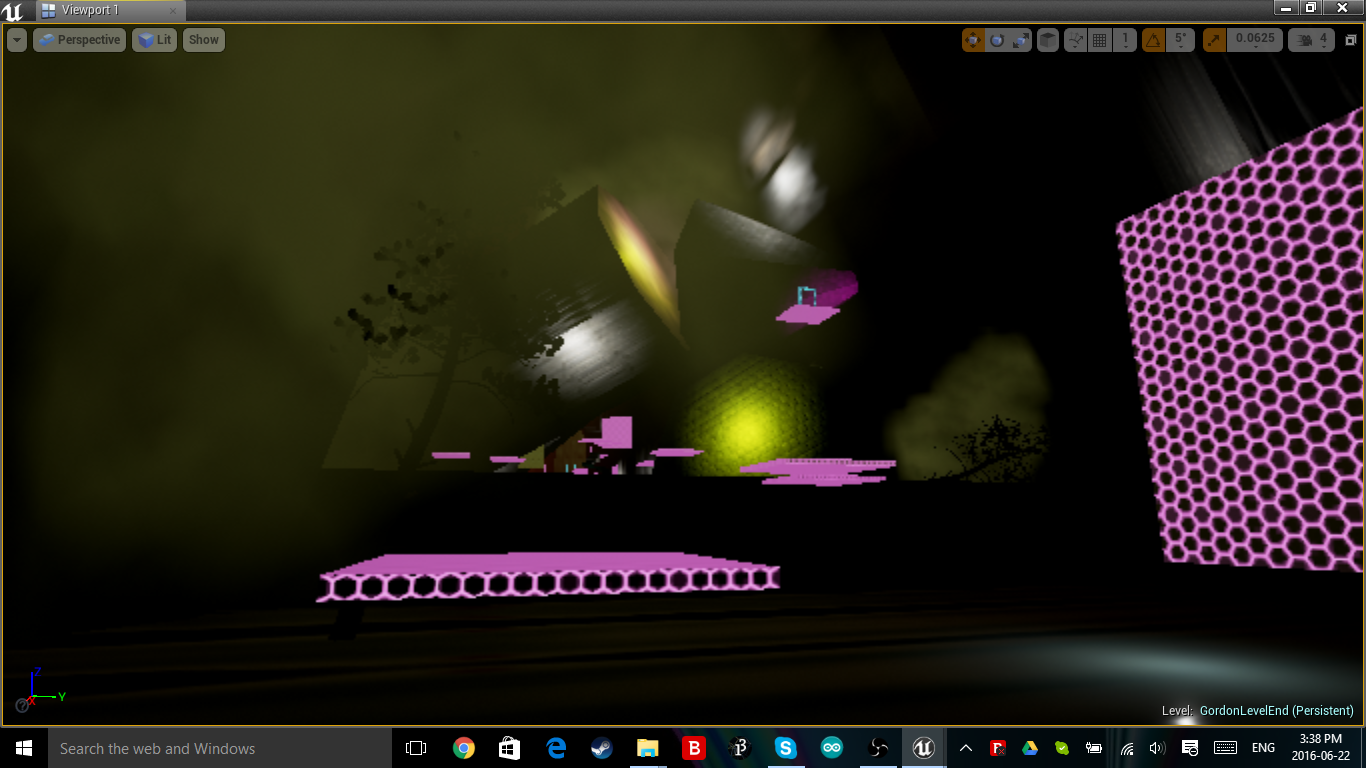 Viewport 1
Perspective
Lit
Show
1
5°
0.0625
4
Z
Y
X
Level: GordonLevelEnd (Persistent)
Search the web and Windows
ENG
3:38 PM
2016-06-22